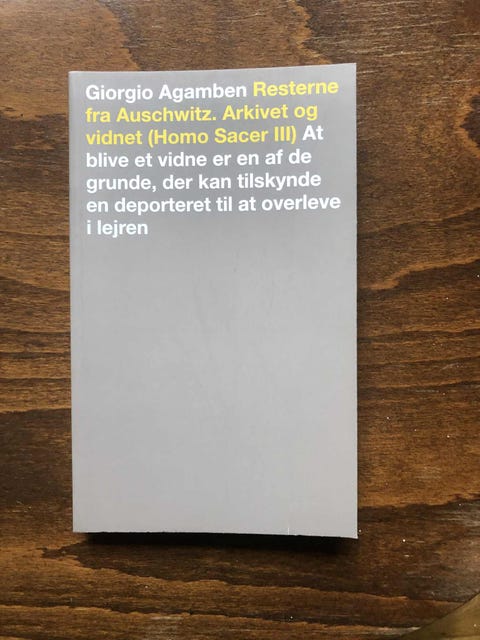 Giorgio Agamben Resterne
fra Auschwitz. Arkivet og
vidnet (Homo Sacer III) At
blive et vidne er en af de
grunde, der kan tilskynde
en deporteret til at overleve
i lejren